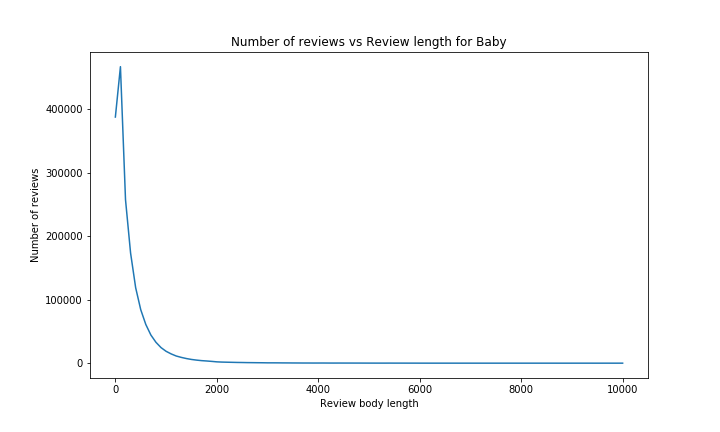 Number of reviews vs Review length for Baby
400000
300000
200000
100000
0
Number of reviews
0 2000 4000 6000 8000 10000
Review body length